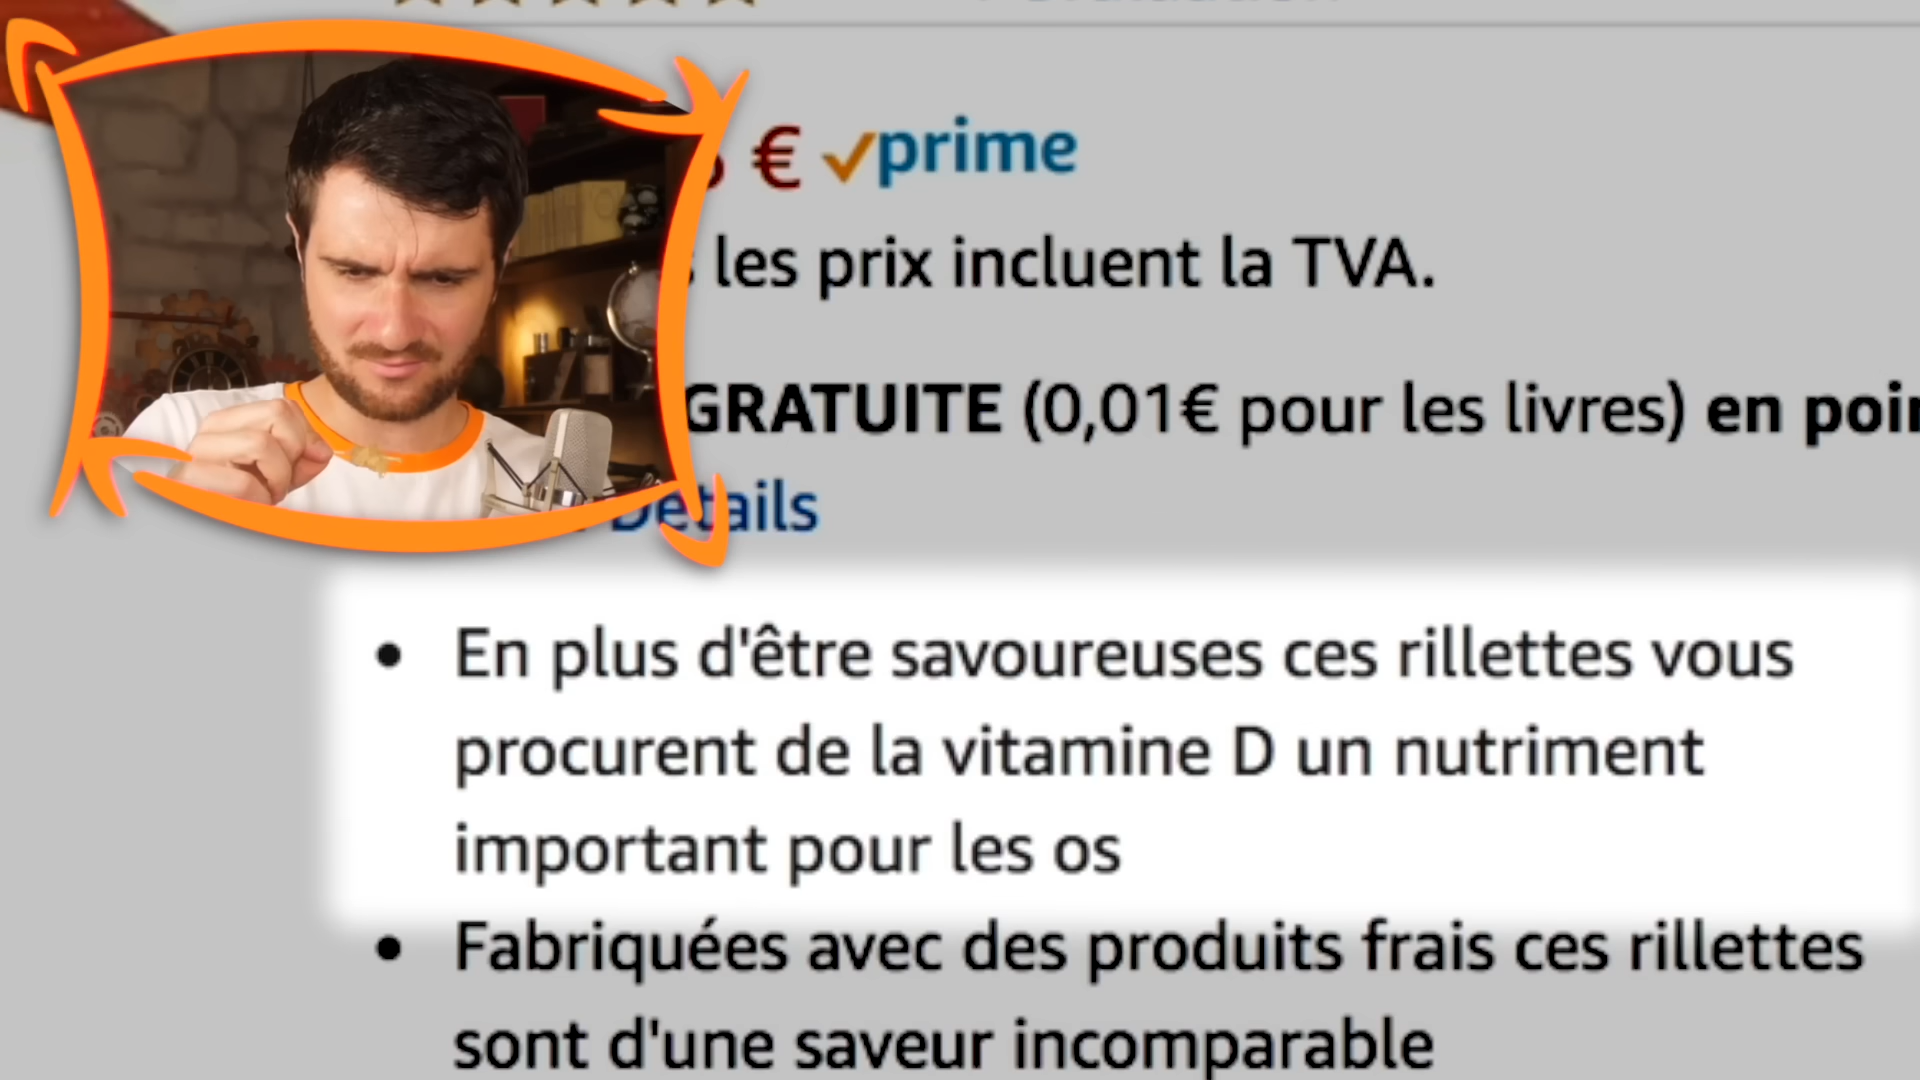 € prime
les prix incluent la TVA.
GRATUITE (0,01€ pour les livres) en
Détails
• En plus d'être savoureuses ces rillettes vous
procurent de la vitamine D un nutriment
important pour les os
• Fabriquées avec des produits frais ces rillettes
sont d'une saveur incomparable